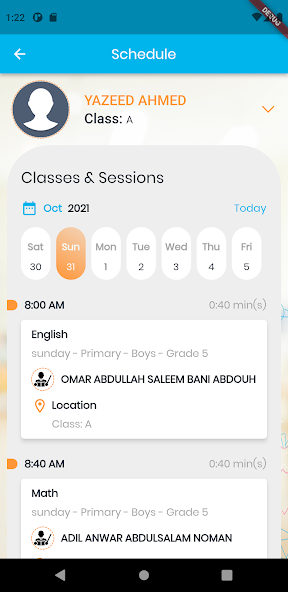 1:22
DEBUG
Schedule
YAZEED AHMED
Class: A
Classes & Sessions
Oct 2021 Today
Sat Sun Mon Tue Wed Thu Fri
30 31 1 2 3 4 5
8:00 AM 0:40 min(s)
English
sunday - Primary - Boys - Grade 5
OMAR ABDULLAH SALEEM BANI ABDOUH
Location
Class: A
8:40 AM 0:40 min(s)
Math
sunday - Primary - Boys - Grade 5
ADIL ANWAR ABDULSALAM NOMAN